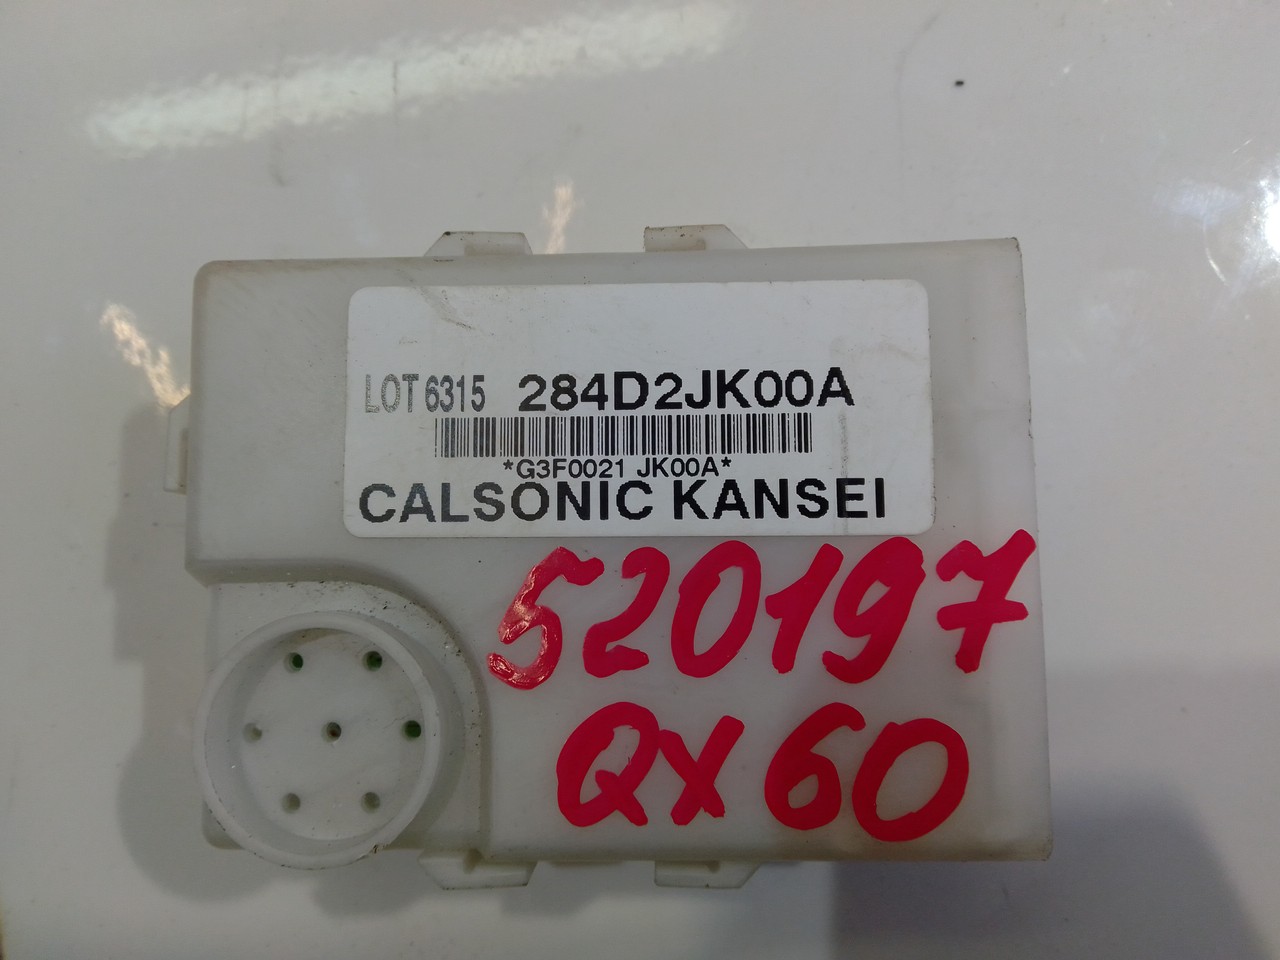 LOT 6315 284D2JK00A
*G3F0021 JK00A*
CALSONIC KANSEI
520197
QX60